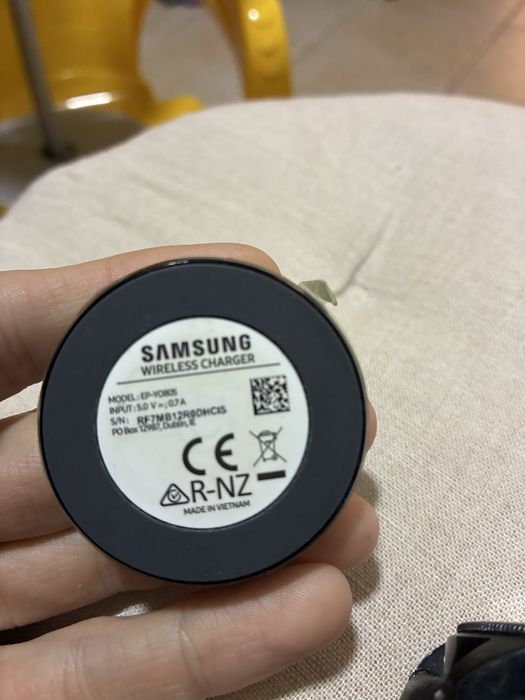 SAMSUNG
WIRELESS CHARGER
MODEL: EP-YO805
INPUT: 5.0 V ⎓; 0.7 A
S/N: RF7MB12R0DHCIS
PO Box 12987, Dublin, IE
CE
R-NZ
MADE IN VIETNAM